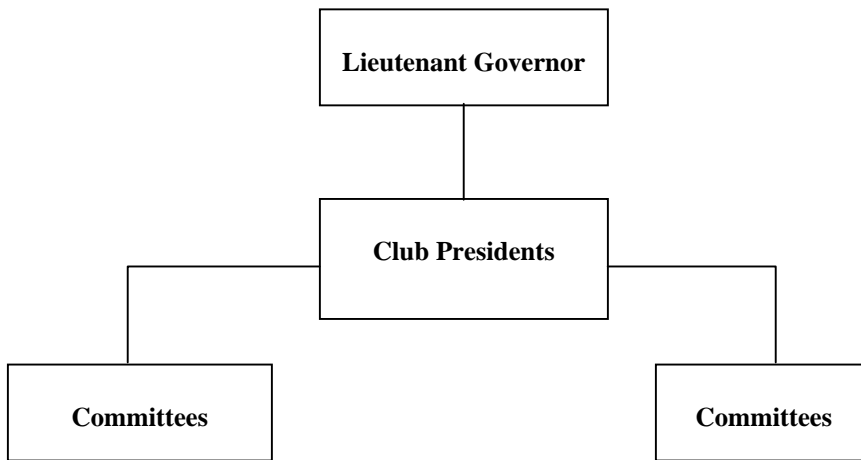 Lieutenant Governor
Club Presidents
Committees
Committees